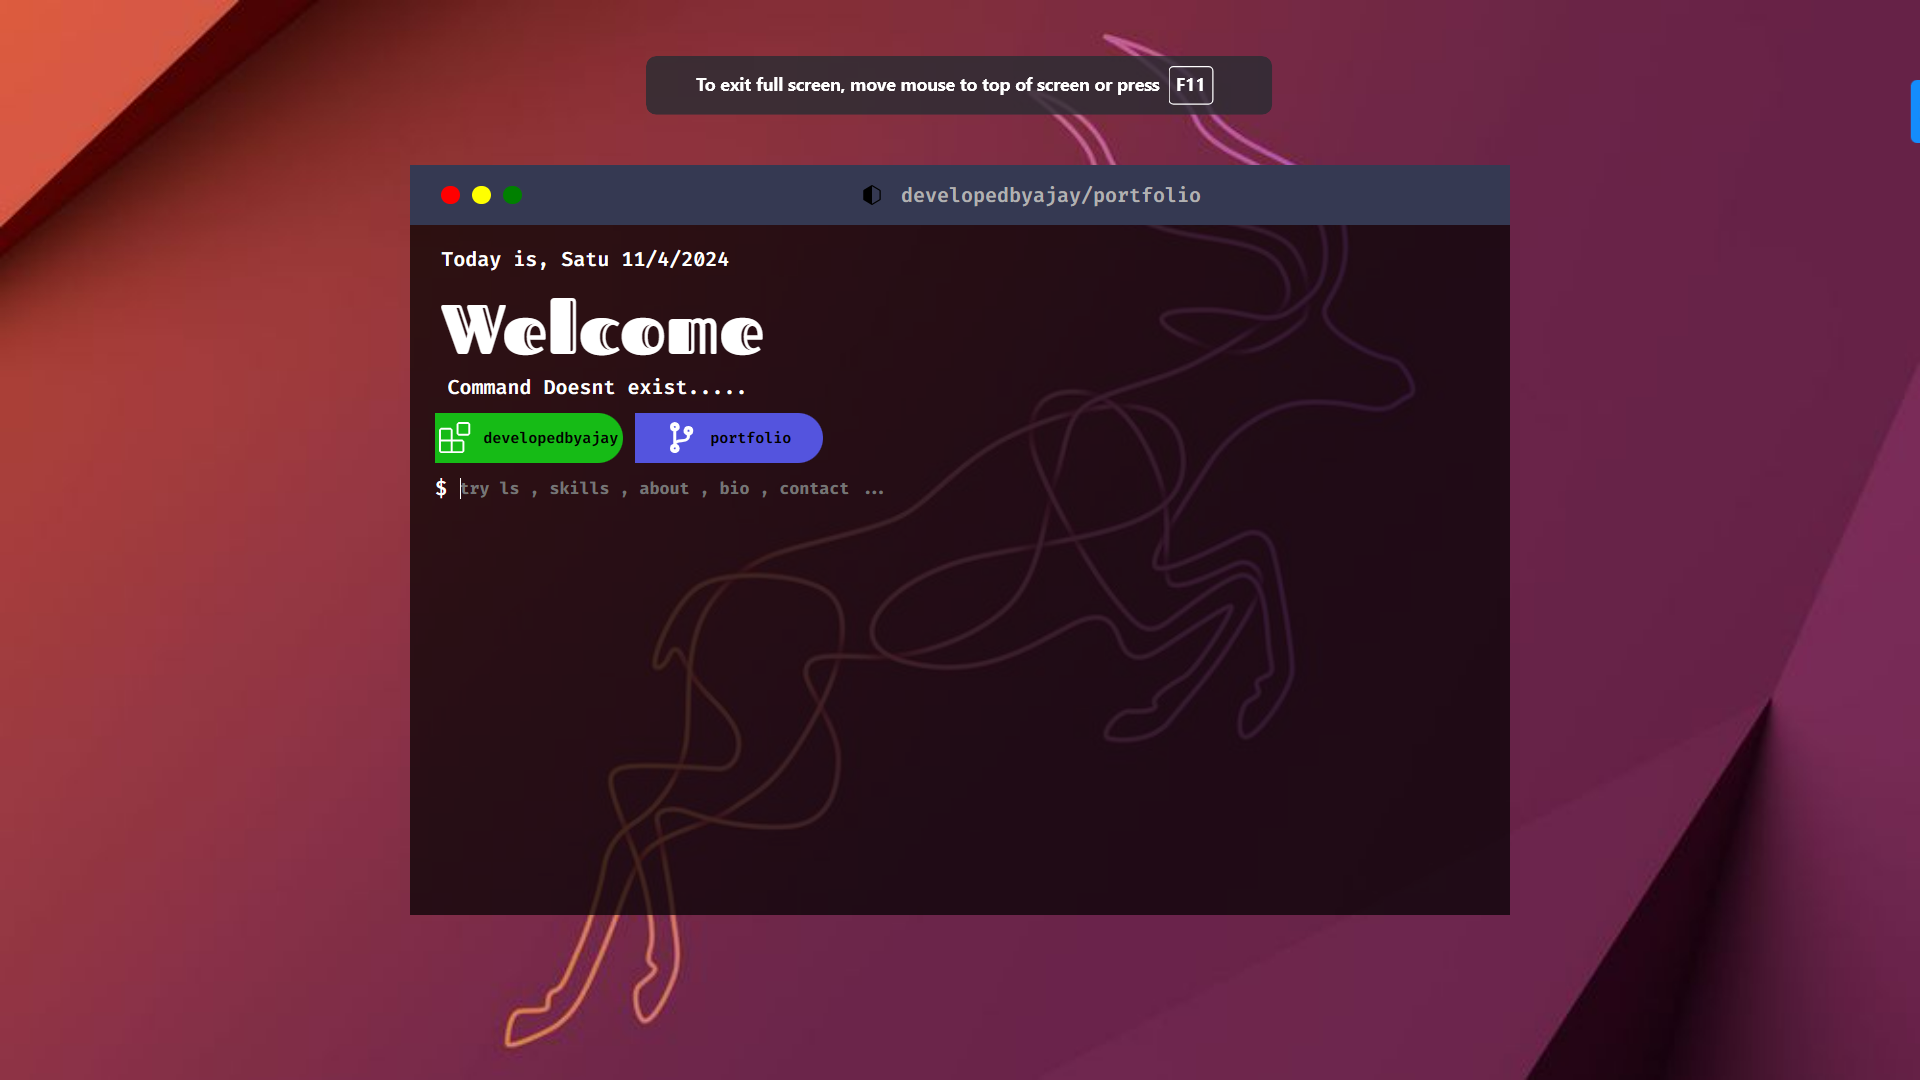 To exit full screen, move mouse to top of screen or press F11
developedbyajay/portfolio
Today is, Satu 11/4/2024
Welcome
Command Doesnt exist.....
developedbyajay portfolio
$ try ls , skills , about , bio , contact ...